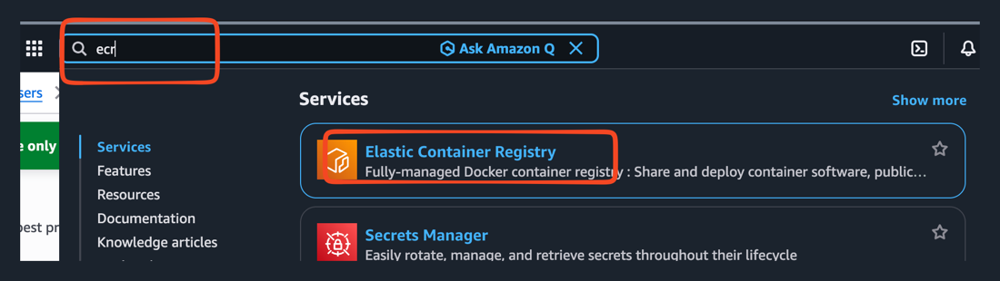 ecr
Ask Amazon Q
sers
Services
Show more
e only
Services
Elastic Container Registry
Fully-managed Docker container registry : Share and deploy container software, public...
Features
Resources
Documentation
est pr
Knowledge articles
Secrets Manager
Easily rotate, manage, and retrieve secrets throughout their lifecycle